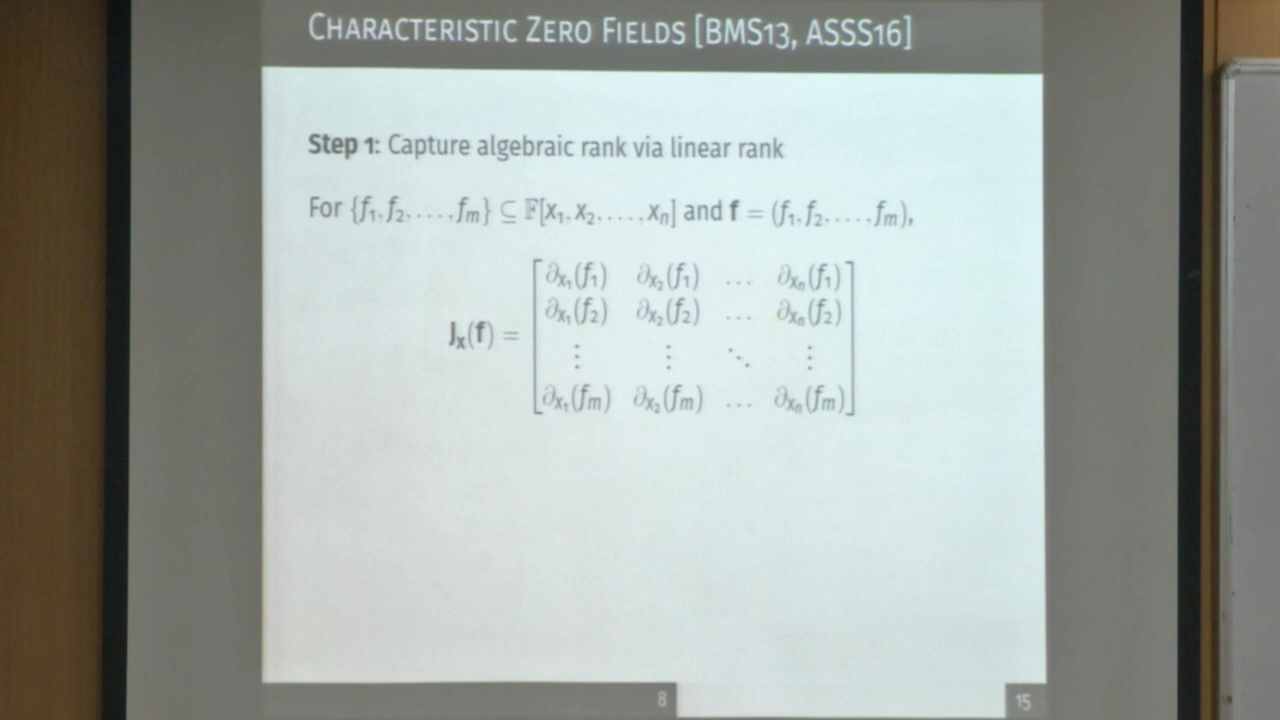 CHARACTERISTIC ZERO FIELDS [BMS13, ASSS16]
Step 1: Capture algebraic rank via linear rank
For {f₁, f₂, . . . , fₘ} ⊆ 𝔽[x₁, x₂, . . . , xₙ] and f = (f₁, f₂, . . . , fₘ),
∂x₁(f₁) ∂x₂(f₁) … ∂xₙ(f₁)
∂x₁(f₂) ∂x₂(f₂) … ∂xₙ(f₂)
Jₓ(f) = ⋮ ⋮ ⋱ ⋮
∂x₁(fₘ) ∂x₂(fₘ) … ∂xₙ(fₘ)
8 15